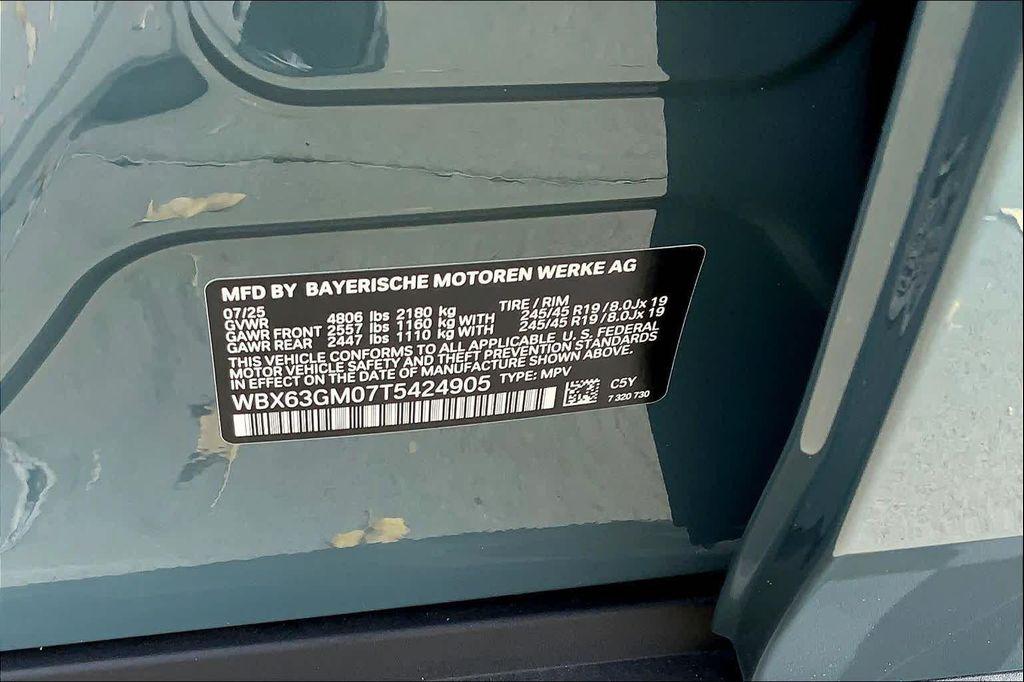 MFD BY BAYERISCHE MOTOREN WERKE AG
07/25 TIRE / RIM
GVWR 4806 lbs 2180 kg
GAWR FRONT 2557 lbs 1160 kg WITH 245/45 R19 / 8.0Jx 19
GAWR REAR 2447 lbs 1110 kg WITH 245/45 R19 / 8.0Jx 19
THIS VEHICLE CONFORMS TO ALL APPLICABLE U. S. FEDERAL
MOTOR VEHICLE SAFETY AND THEFT PREVENTION STANDARDS
IN EFFECT ON THE DATE OF MANUFACTURE SHOWN ABOVE.
WBX63GM07T5424905 TYPE: MPV
C5Y
7 320 730